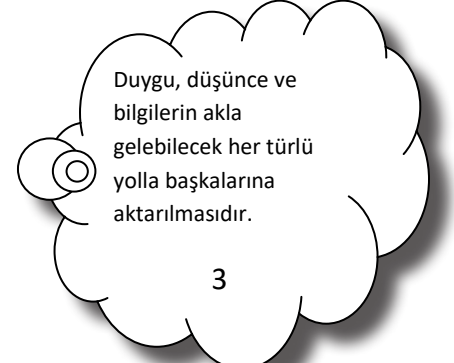 Duygu, düşünce ve
bilgilerin akla
gelebilecek her türlü
yolla başkalarına
aktarılmasıdır.
3